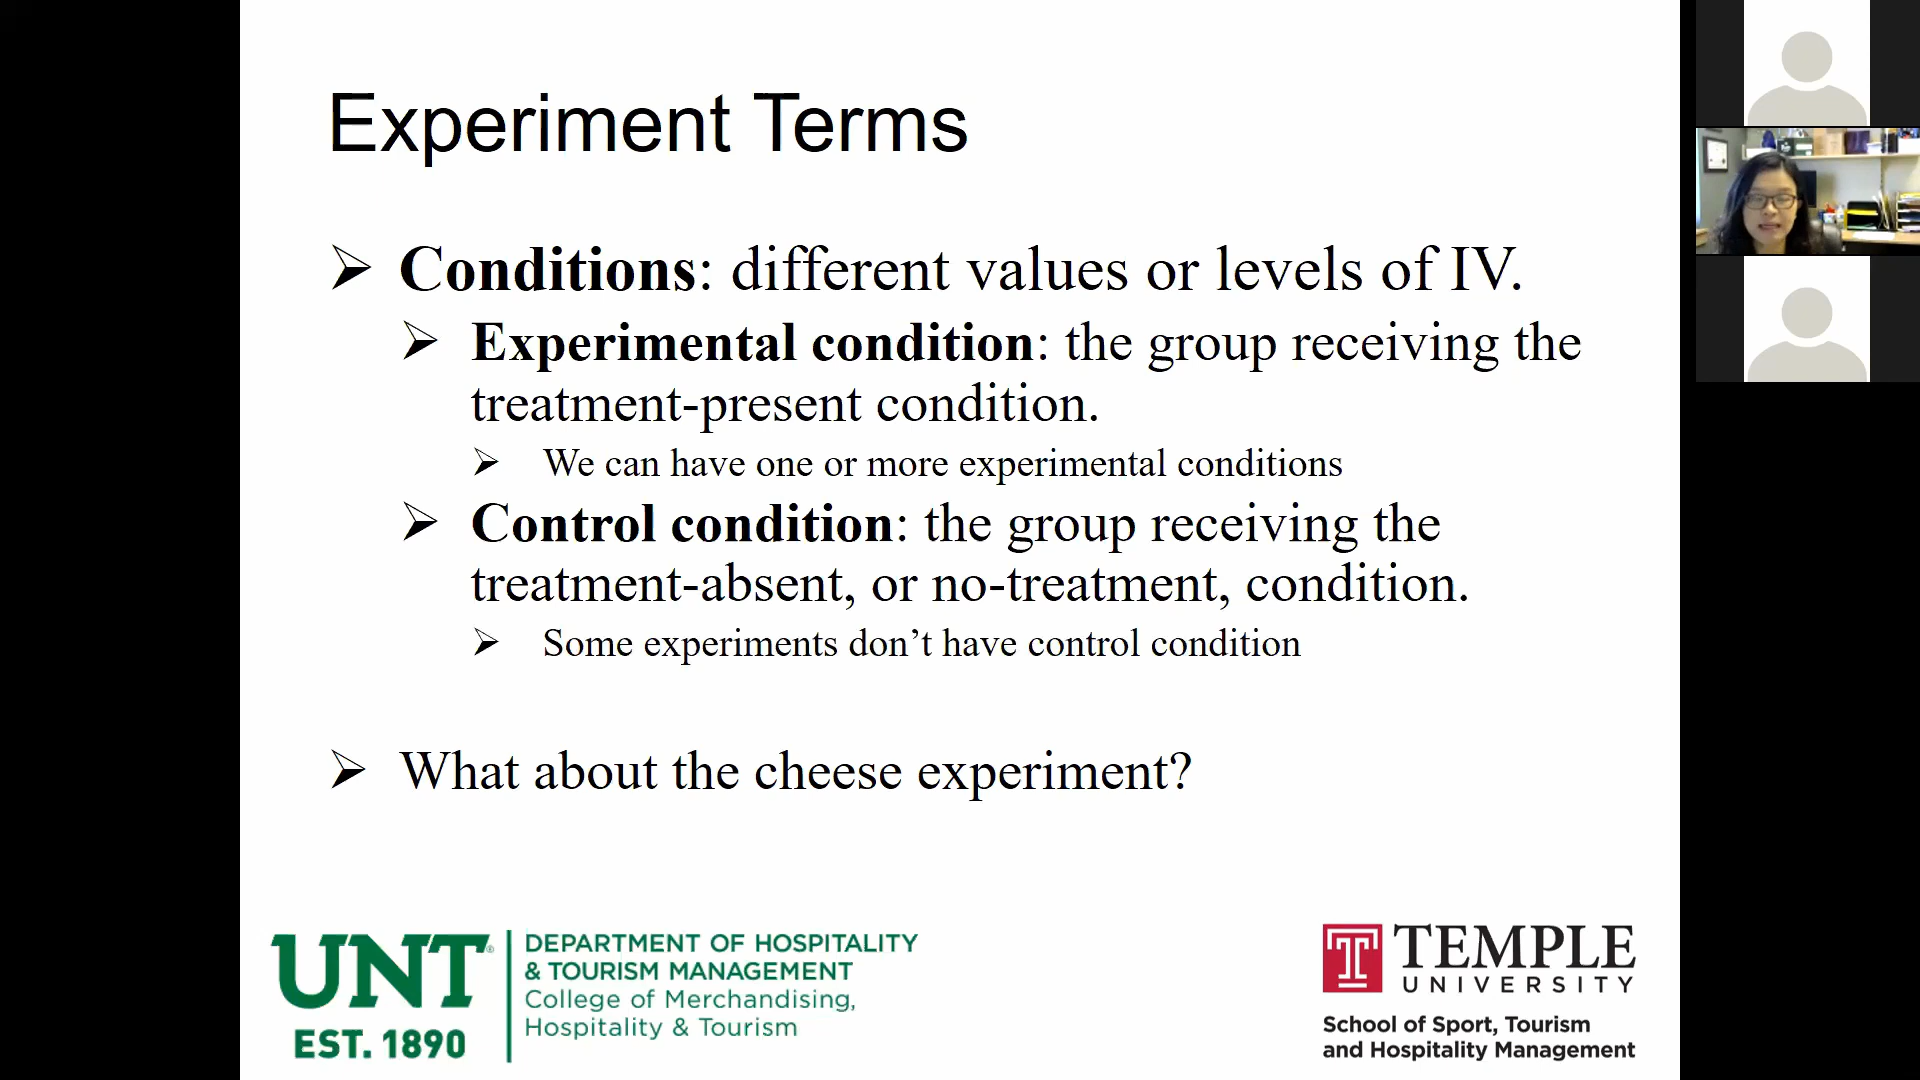 Experiment Terms
➢ Conditions: different values or levels of IV.
➢ Experimental condition: the group receiving the
treatment-present condition.
➢ We can have one or more experimental conditions
➢ Control condition: the group receiving the
treatment-absent, or no-treatment, condition.
➢ Some experiments don’t have control condition
➢ What about the cheese experiment?
UNT®
EST. 1890
DEPARTMENT OF HOSPITALITY
& TOURISM MANAGEMENT
College of Merchandising,
Hospitality & Tourism
TEMPLE
UNIVERSITY
School of Sport, Tourism
and Hospitality Management